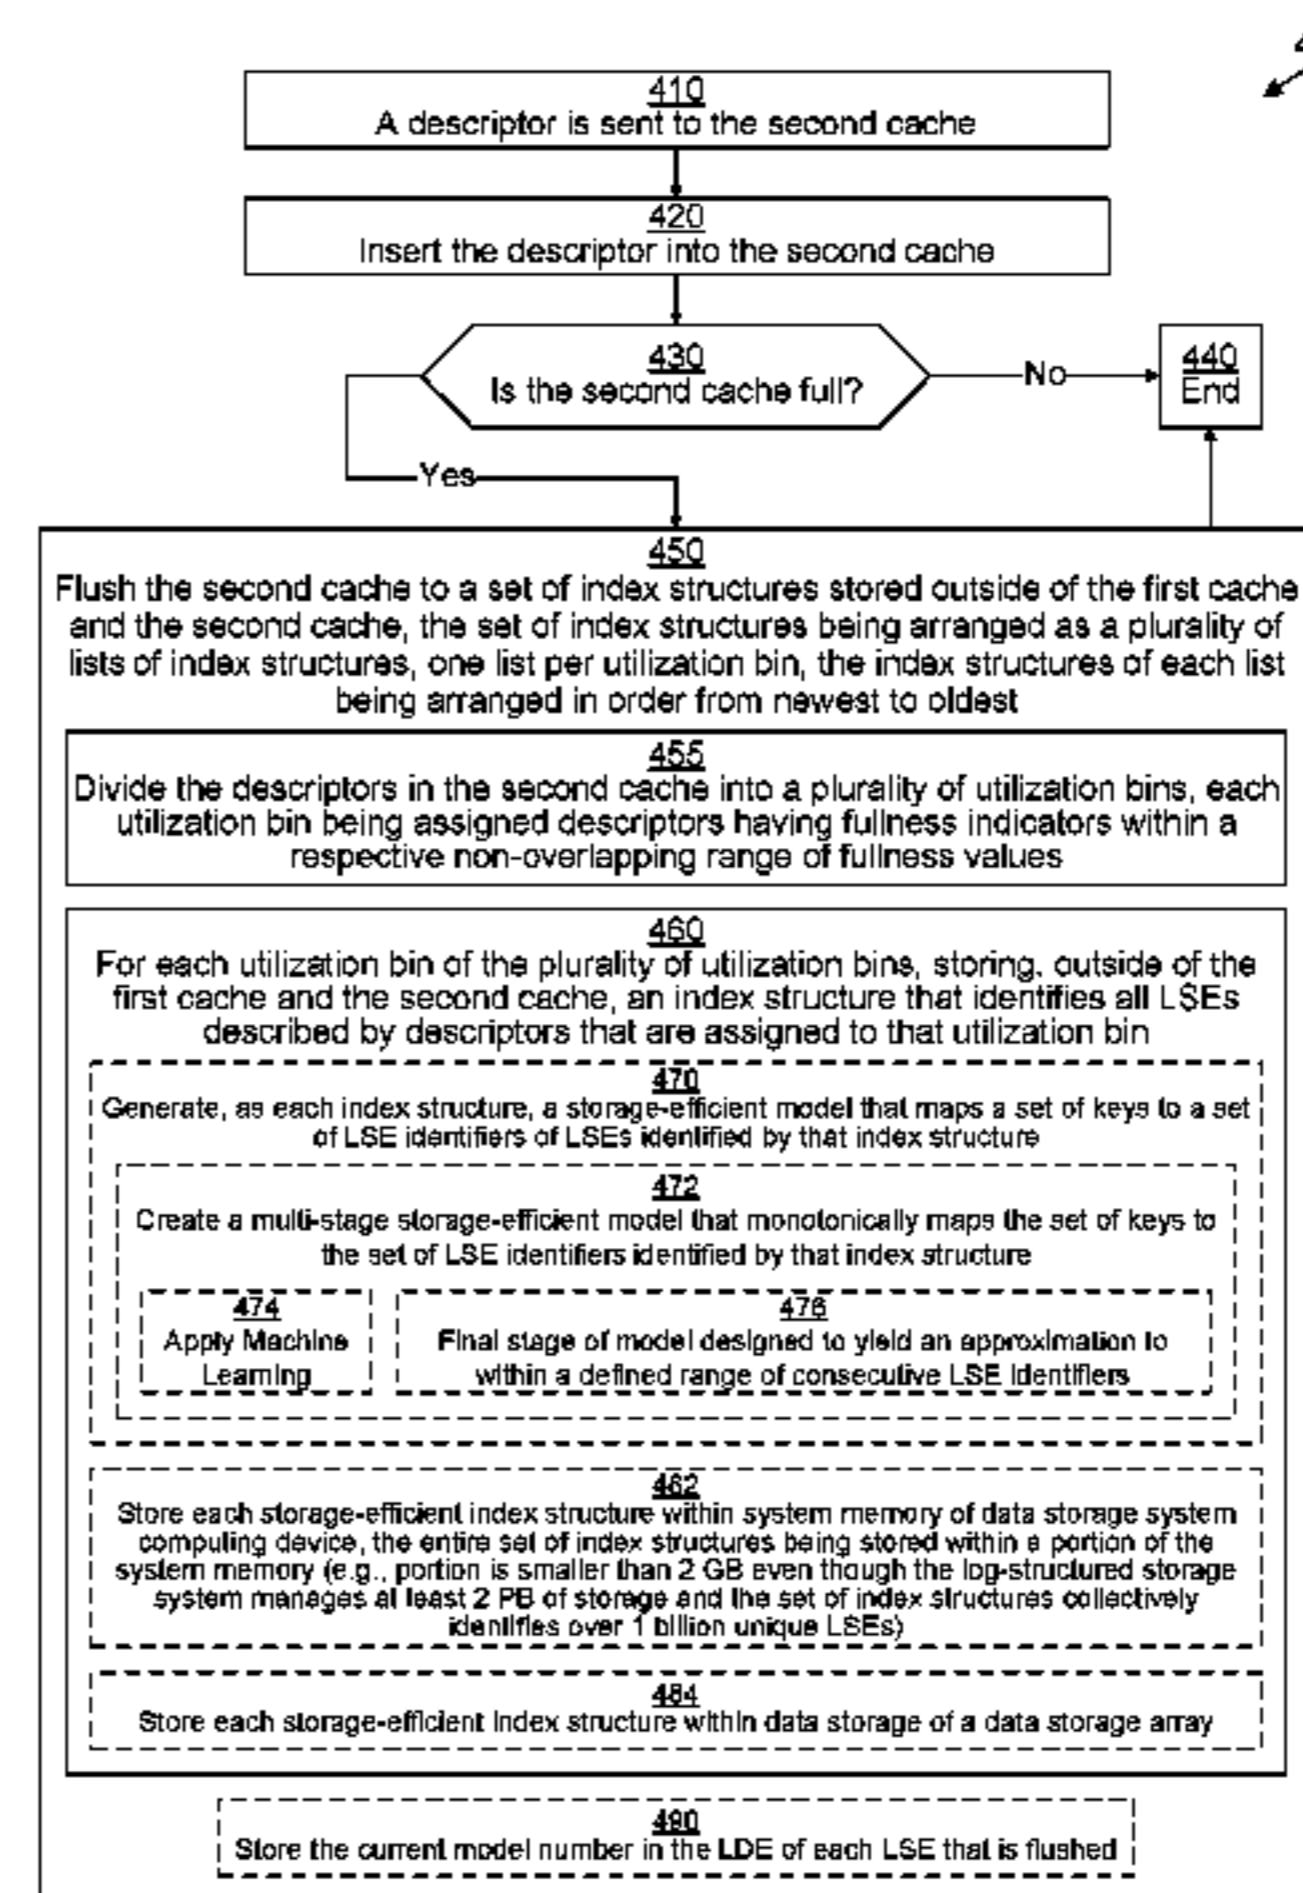 4
410
A descriptor is sent to the second cache
420
Insert the descriptor into the second cache
430
Is the second cache full?
No
440
End
Yes
450
Flush the second cache to a set of index structures stored outside of the first cache
and the second cache, the set of index structures being arranged as a plurality of
lists of index structures, one list per utilization bin, the index structures of each list
being arranged in order from newest to oldest
455
Divide the descriptors in the second cache into a plurality of utilization bins, each
utilization bin being assigned descriptors having fullness indicators within a
respective non-overlapping range of fullness values
460
For each utilization bin of the plurality of utilization bins, storing, outside of the
first cache and the second cache, an index structure that identifies all LSEs
described by descriptors that are assigned to that utilization bin
470
Generate, as each index structure, a storage-efficient model that maps a set of keys to a set
of LSE identifiers of LSEs identified by that index structure
472
Create a multi-stage storage-efficient model that monotonically maps the set of keys to
the set of LSE identifiers identified by that index structure
474
Apply Machine
Learning
476
Final stage of model designed to yield an approximation to
within a defined range of consecutive LSE identifiers
482
Store each storage-efficient index structure within system memory of data storage system
computing device, the entire set of index structures being stored within a portion of the
system memory (e.g., portion is smaller than 2 GB even though the log-structured storage
system manages at least 2 PB of storage and the set of index structures collectively
identifies over 1 billion unique LSEs)
484
Store each storage-efficient index structure within data storage of a data storage array
490
Store the current model number in the LDE of each LSE that is flushed